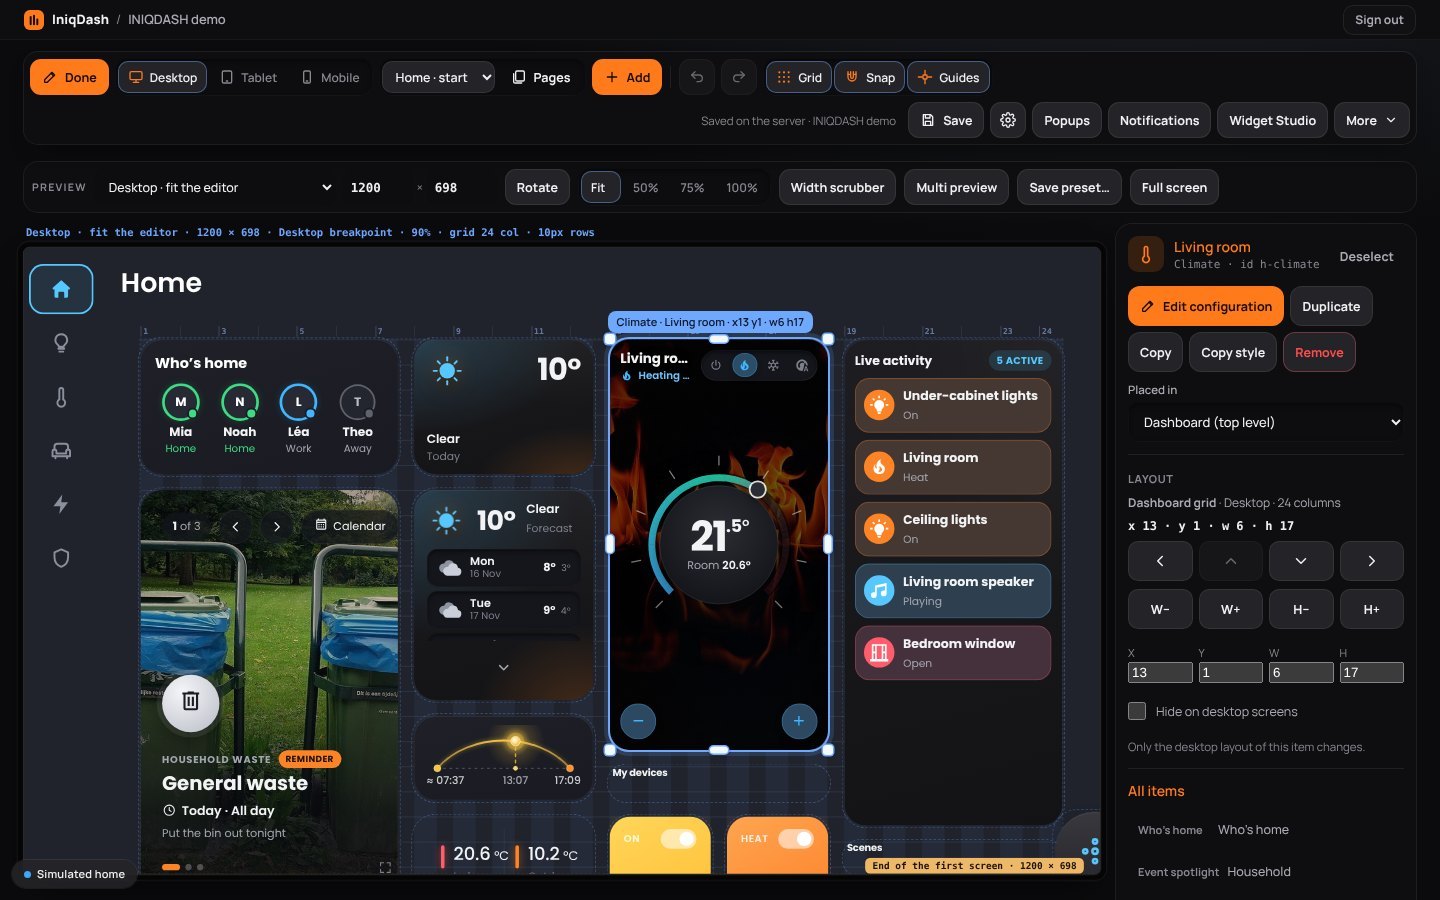 IniqDash / INIQDASH demo
Sign out
Done
Desktop
Tablet
Mobile
Home · start
Pages
Add
Grid
Snap
Guides
Saved on the server · INIQDASH demo
Save
Popups
Notifications
Widget Studio
More
PREVIEW
Desktop · fit the editor
1200 × 698
Rotate
Fit
50%
75%
100%
Width scrubber
Multi preview
Save preset…
Full screen
Desktop · fit the editor · 1200 × 698 · Desktop breakpoint · 90% · grid 24 col · 10px rows
Home
1 3 5 7 9 11 19 21 23 24
Climate · Living room · x13 y1 · w6 h17
Who's home
M N L T
Mia Noah Léa Theo
Home Home Work Away
10°
Clear
Today
1 of 3
Calendar
HOUSEHOLD WASTE REMINDER
General waste
Today · All day
Put the bin out tonight
10°
Clear
Forecast
Mon
16 Nov
8° 3°
Tue
17 Nov
9° 4°
≈ 07:37 13:07 17:09
20.6 °C 10.2 °C
Living ro…
Heating …
21.5°
Room 20.6°
− +
My devices
ON
HEAT
Live activity
5 ACTIVE
Under-cabinet lights
On
Living room
Heat
Ceiling lights
On
Living room speaker
Playing
Bedroom window
Open
Scenes
End of the first screen · 1200 × 698
Simulated home
Living room
Climate · id h-climate
Deselect
Edit configuration
Duplicate
Copy
Copy style
Remove
Placed in
Dashboard (top level)
LAYOUT
Dashboard grid · Desktop · 24 columns
x 13 · y 1 · w 6 · h 17
W− W+ H− H+
X Y W H
13 1 6 17
Hide on desktop screens
Only the desktop layout of this item changes.
All items
Who's home Who's home
Event spotlight Household